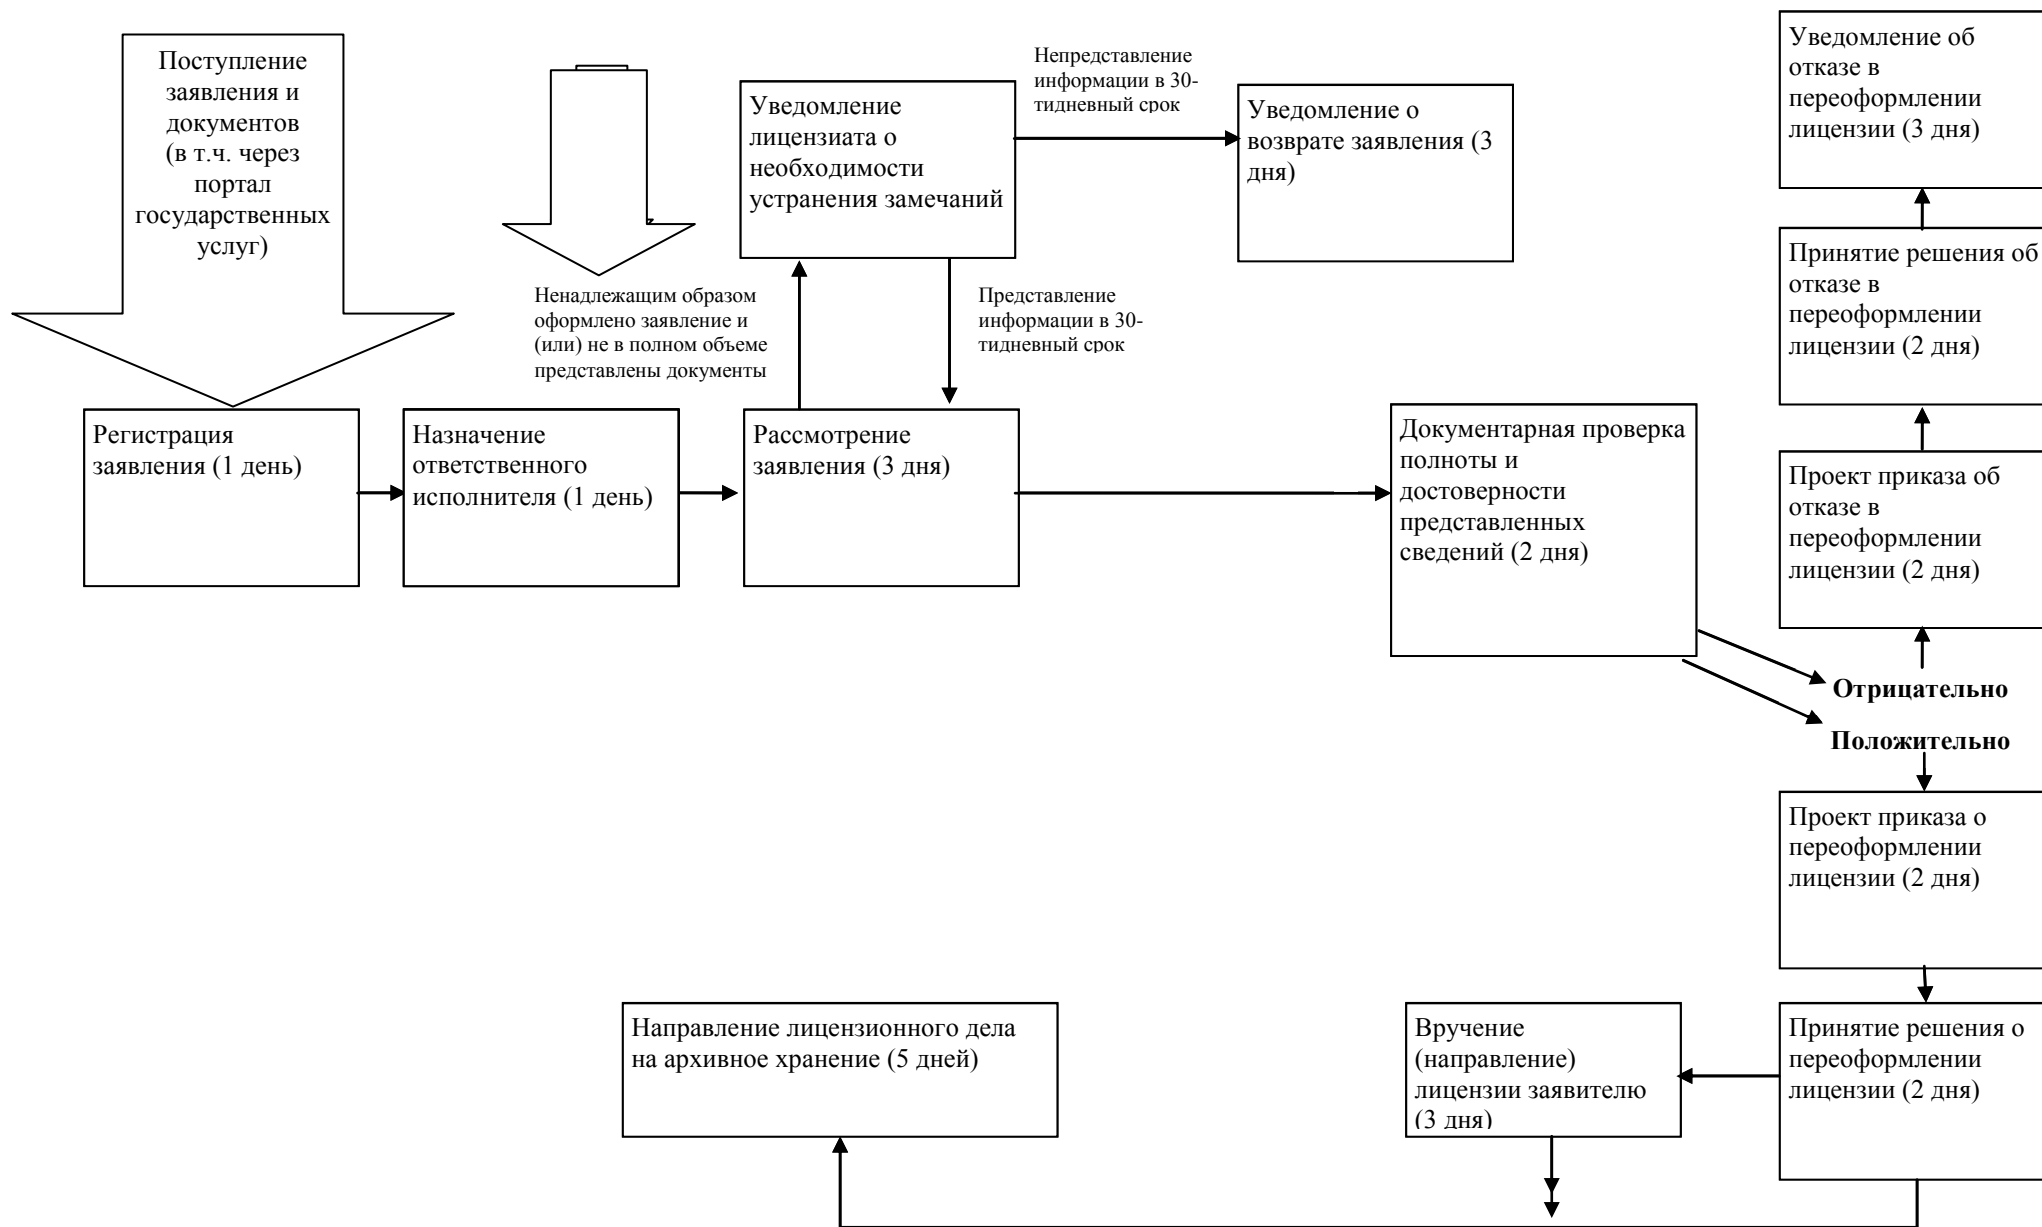 Поступление
заявления и
документов
(в т.ч. через
портал
государственных
услуг)
Уведомление
лицензиата о
необходимости
устранения замечаний
Непредставление
информации в 30-
тидневный срок
Уведомление о
возврате заявления (3
дня)
Уведомление об
отказе в
переоформлении
лицензии (3 дня)
Принятие решения об
отказе в
переоформлении
лицензии (2 дня)
Ненадлежащим образом
оформлено заявление и
(или) не в полном объеме
представлены документы
Представление
информации в 30-
тидневный срок
Регистрация
заявления (1 день)
Назначение
ответственного
исполнителя (1 день)
Рассмотрение
заявления (3 дня)
Документарная проверка
полноты и
достоверности
представленных
сведений (2 дня)
Проект приказа об
отказе в
переоформлении
лицензии (2 дня)
Отрицательно
Положительно
Проект приказа о
переоформлении
лицензии (2 дня)
Направление лицензионного дела
на архивное хранение (5 дней)
Вручение
(направление)
лицензии заявителю
(3 дня)
Принятие решения о
переоформлении
лицензии (2 дня)